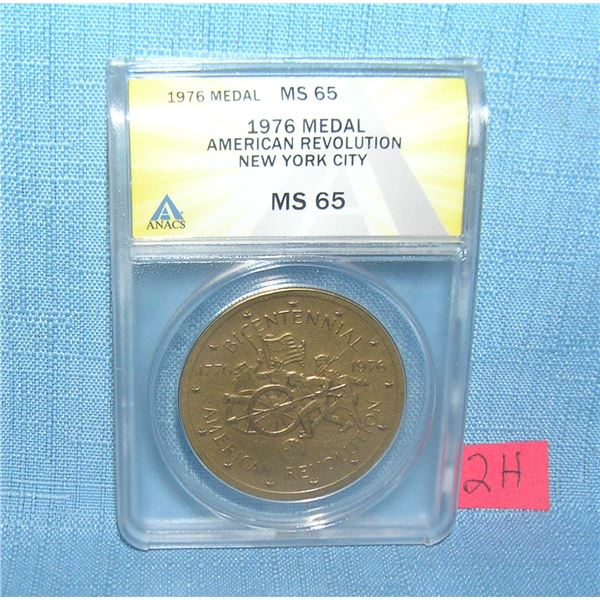 1976 MEDAL MS 65
1976 MEDAL
AMERICAN REVOLUTION
NEW YORK CITY
MS 65
ANACS
BICENTENNIAL
1776 1976
AMERICAN REVOLUTION
2H